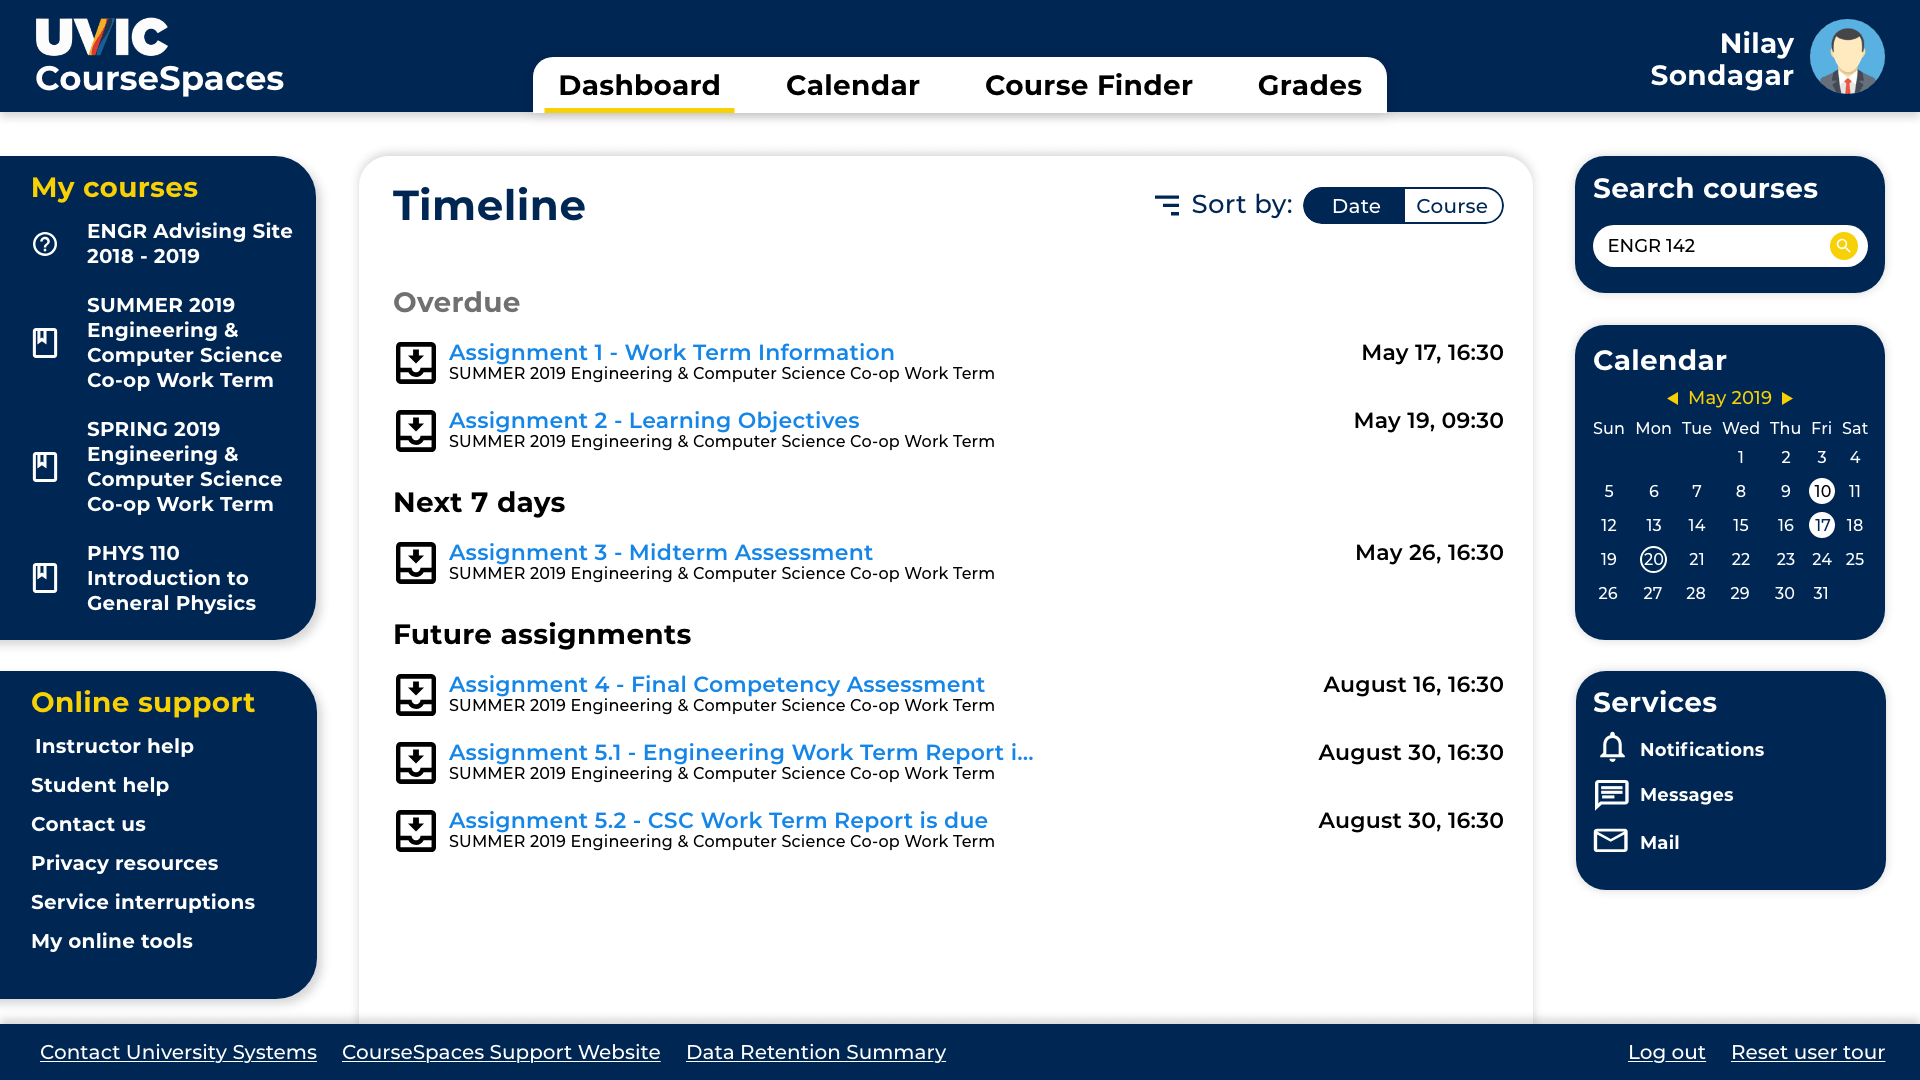 UVIC
CourseSpaces
Dashboard Calendar Course Finder Grades
Nilay
Sondagar
My courses
ENGR Advising Site
2018 - 2019
SUMMER 2019
Engineering &
Computer Science
Co-op Work Term
SPRING 2019
Engineering &
Computer Science
Co-op Work Term
PHYS 110
Introduction to
General Physics
Online support
Instructor help
Student help
Contact us
Privacy resources
Service interruptions
My online tools
Timeline
Sort by: Date Course
Overdue
Assignment 1 - Work Term Information May 17, 16:30
SUMMER 2019 Engineering & Computer Science Co-op Work Term
Assignment 2 - Learning Objectives May 19, 09:30
SUMMER 2019 Engineering & Computer Science Co-op Work Term
Next 7 days
Assignment 3 - Midterm Assessment May 26, 16:30
SUMMER 2019 Engineering & Computer Science Co-op Work Term
Future assignments
Assignment 4 - Final Competency Assessment August 16, 16:30
SUMMER 2019 Engineering & Computer Science Co-op Work Term
Assignment 5.1 - Engineering Work Term Report i... August 30, 16:30
SUMMER 2019 Engineering & Computer Science Co-op Work Term
Assignment 5.2 - CSC Work Term Report is due August 30, 16:30
SUMMER 2019 Engineering & Computer Science Co-op Work Term
Search courses
ENGR 142
Calendar
May 2019
Sun Mon Tue Wed Thu Fri Sat
1 2 3 4
5 6 7 8 9 10 11
12 13 14 15 16 17 18
19 20 21 22 23 24 25
26 27 28 29 30 31
Services
Notifications
Messages
Mail
Contact University Systems CourseSpaces Support Website Data Retention Summary Log out Reset user tour